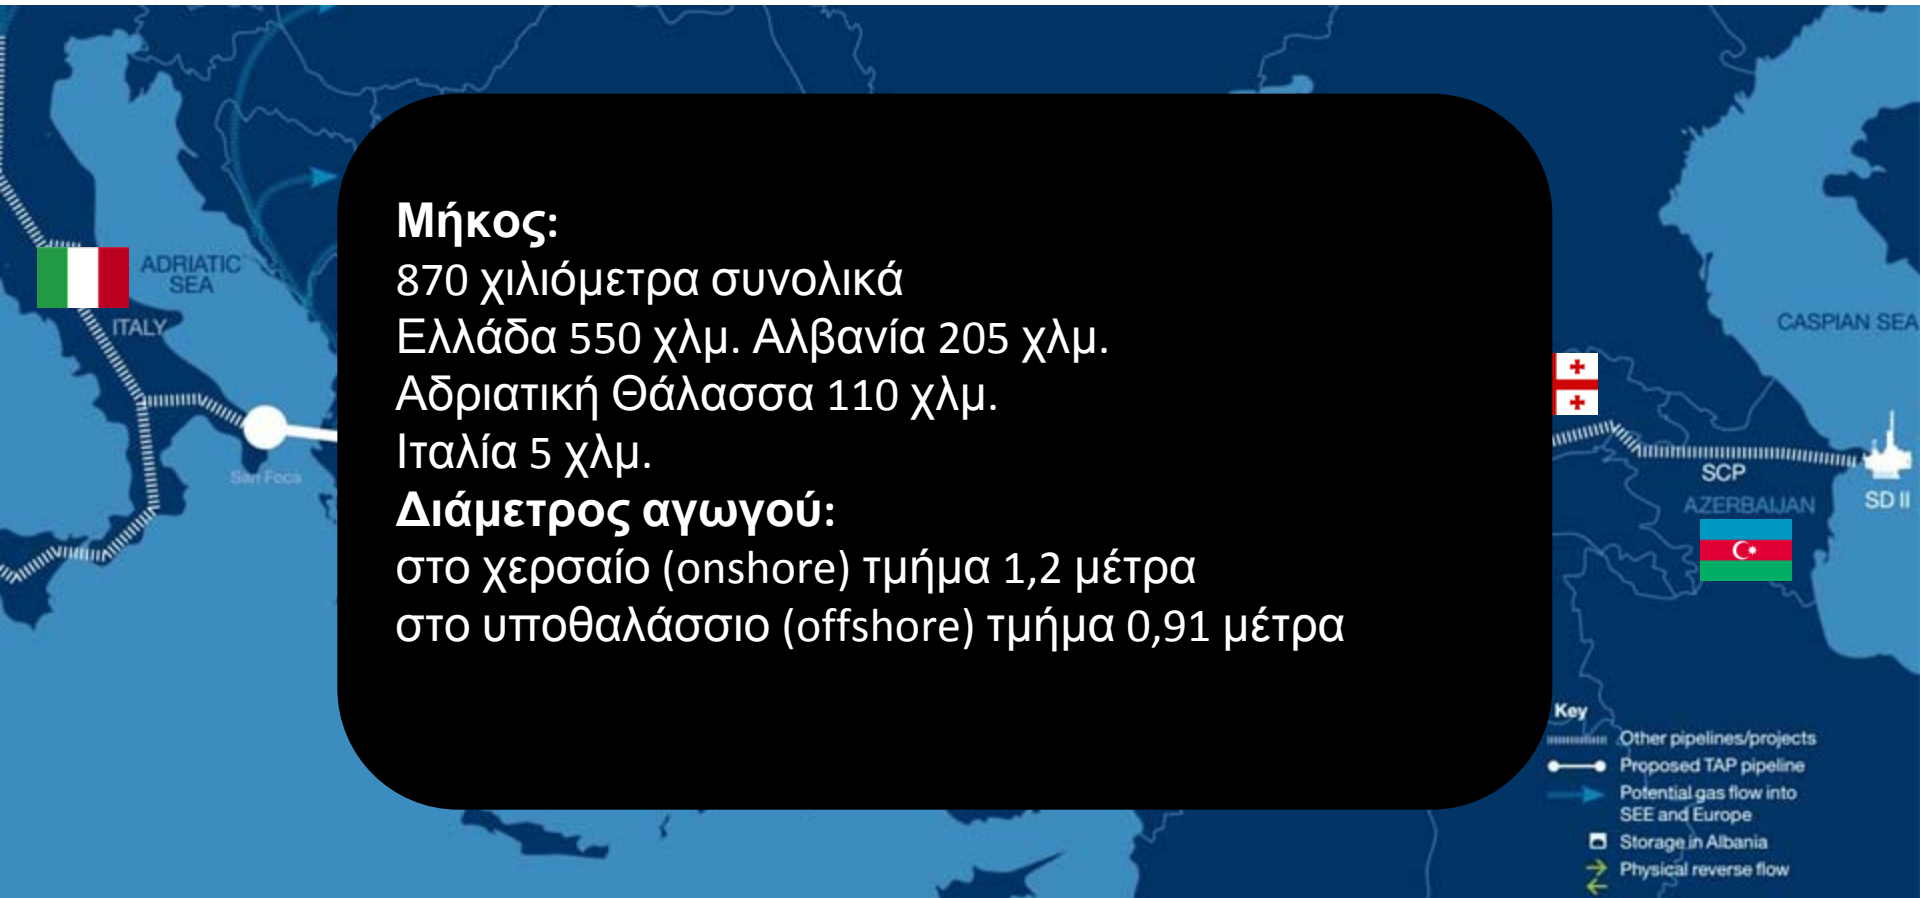 Μήκος:
870 χιλιόμετρα συνολικά
Ελλάδα 550 χλμ. Αλβανία 205 χλμ.
Αδριατική Θάλασσα 110 χλμ.
Ιταλία 5 χλμ.
Διάμετρος αγωγού:
στο χερσαίο (onshore) τμήμα 1,2 μέτρα
στο υποθαλάσσιο (offshore) τμήμα 0,91 μέτρα
ADRIATIC
SEA
ITALY
San Foca
CASPIAN SEA
SCP
AZERBAIJAN
SD II
Key
Other pipelines/projects
Proposed TAP pipeline
Potential gas flow into
SEE and Europe
Storage in Albania
Physical reverse flow